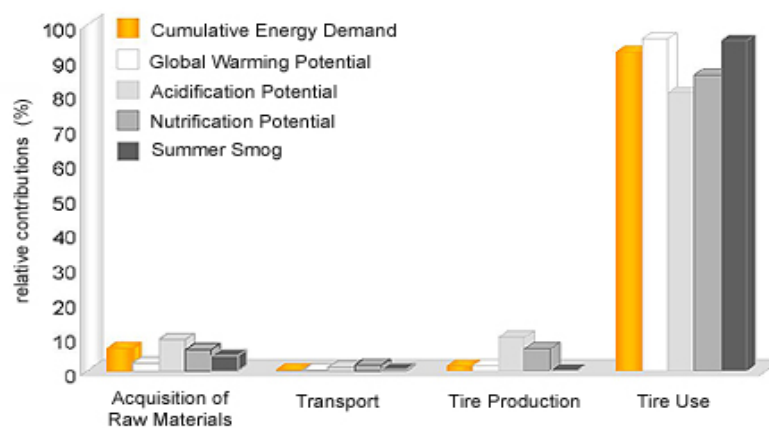 100
90
80
70
60
50
40
30
20
10
0
relative contributions (%)
Cumulative Energy Demand
Global Warming Potential
Acidification Potential
Nutrification Potential
Summer Smog
Acquisition of
Raw Materials
Transport
Tire Production
Tire Use